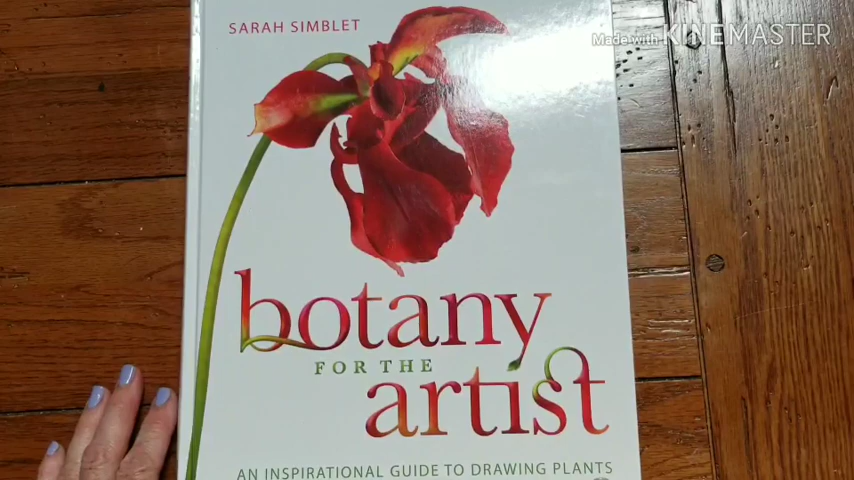 SARAH SIMBLET
Made with KINEMASTER
botany
FOR THE
artist
AN INSPIRATIONAL GUIDE TO DRAWING PLANTS